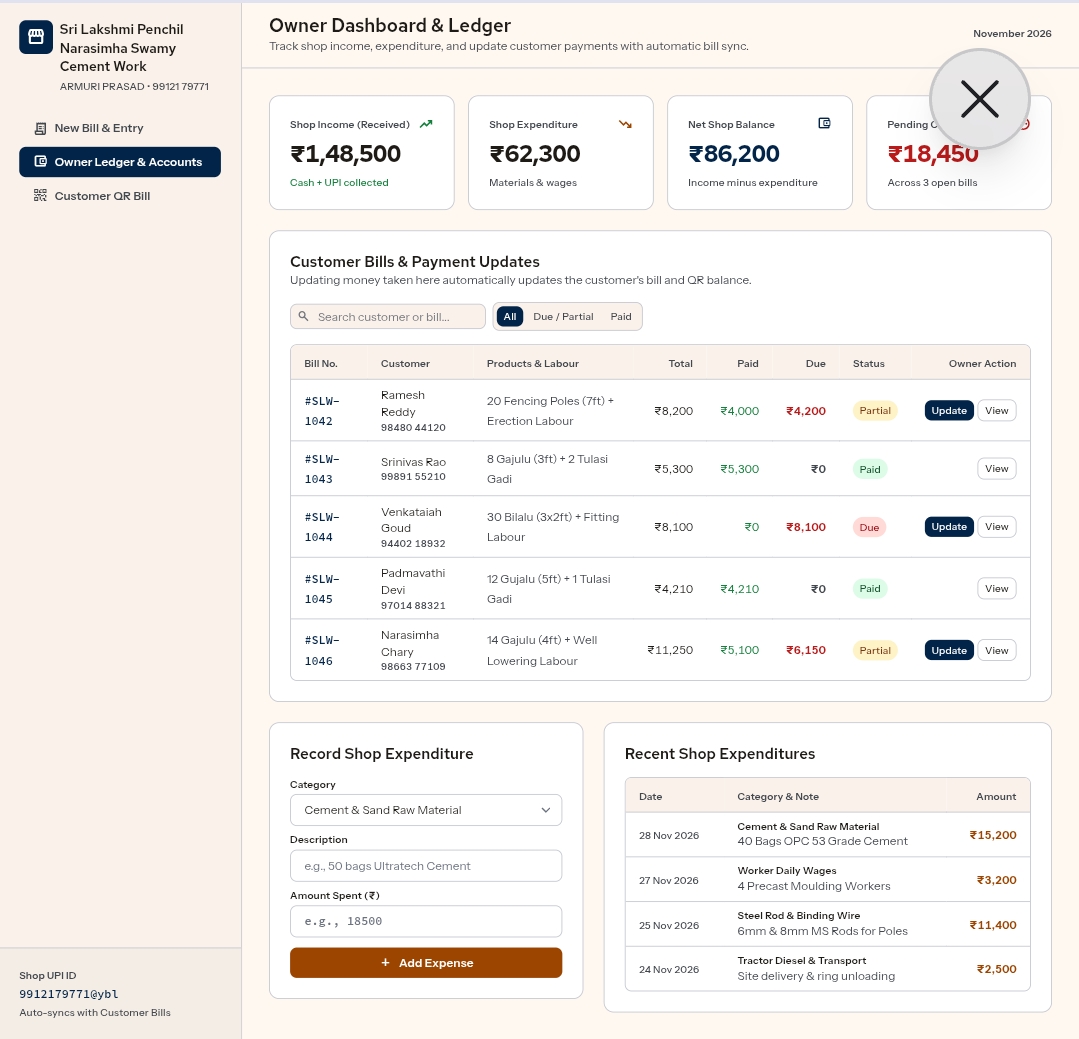 Sri Lakshmi Penchil
Narasimha Swamy
Cement Work
ARMURI PRASAD • 99121 79771
New Bill & Entry
Owner Ledger & Accounts
Customer QR Bill
Shop UPI ID
9912179771@ybl
Auto-syncs with Customer Bills
Owner Dashboard & Ledger
Track shop income, expenditure, and update customer payments with automatic bill sync.
November 2026
Shop Income (Received)
₹1,48,500
Cash + UPI collected
Shop Expenditure
₹62,300
Materials & wages
Net Shop Balance
₹86,200
Income minus expenditure
Pending
₹18,450
Across 3 open bills
Customer Bills & Payment Updates
Updating money taken here automatically updates the customer's bill and QR balance.
Search customer or bill...
All Due / Partial Paid
Bill No. Customer Products & Labour Total Paid Due Status Owner Action
#SLW-1042 Ramesh Reddy 98480 44120 20 Fencing Poles (7ft) + Erection Labour ₹8,200 ₹4,000 ₹4,200 Partial Update View
#SLW-1043 Srinivas Rao 99891 55210 8 Gajulu (3ft) + 2 Tulasi Gadi ₹5,300 ₹5,300 ₹0 Paid View
#SLW-1044 Venkataiah Goud 94402 18932 30 Bilalu (3x2ft) + Fitting Labour ₹8,100 ₹0 ₹8,100 Due Update View
#SLW-1045 Padmavathi Devi 97014 88321 12 Gujalu (5ft) + 1 Tulasi Gadi ₹4,210 ₹4,210 ₹0 Paid View
#SLW-1046 Narasimha Chary 98663 77109 14 Gajulu (4ft) + Well Lowering Labour ₹11,250 ₹5,100 ₹6,150 Partial Update View
Record Shop Expenditure
Category
Cement & Sand Raw Material
Description
e.g., 50 bags Ultratech Cement
Amount Spent (₹)
e.g., 18500
+ Add Expense
Recent Shop Expenditures
Date Category & Note Amount
28 Nov 2026 Cement & Sand Raw Material 40 Bags OPC 53 Grade Cement ₹15,200
27 Nov 2026 Worker Daily Wages 4 Precast Moulding Workers ₹3,200
25 Nov 2026 Steel Rod & Binding Wire 6mm & 8mm MS Rods for Poles ₹11,400
24 Nov 2026 Tractor Diesel & Transport Site delivery & ring unloading ₹2,500